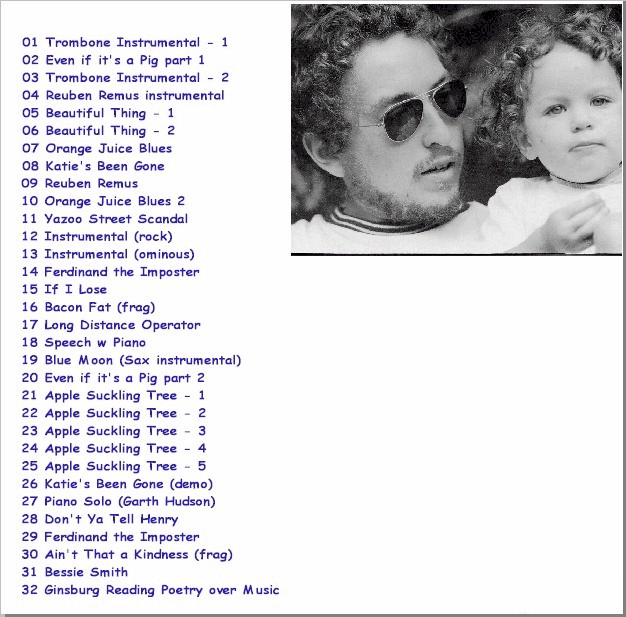 01 Trombone Instrumental - 1
02 Even if it's a Pig part 1
03 Trombone Instrumental - 2
04 Reuben Remus instrumental
05 Beautiful Thing - 1
06 Beautiful Thing - 2
07 Orange Juice Blues
08 Katie's Been Gone
09 Reuben Remus
10 Orange Juice Blues 2
11 Yazoo Street Scandal
12 Instrumental (rock)
13 Instrumental (ominous)
14 Ferdinand the Imposter
15 If I Lose
16 Bacon Fat (frag)
17 Long Distance Operator
18 Speech w Piano
19 Blue Moon (Sax instrumental)
20 Even if it's a Pig part 2
21 Apple Suckling Tree - 1
22 Apple Suckling Tree - 2
23 Apple Suckling Tree - 3
24 Apple Suckling Tree - 4
25 Apple Suckling Tree - 5
26 Katie's Been Gone (demo)
27 Piano Solo (Garth Hudson)
28 Don't Ya Tell Henry
29 Ferdinand the Imposter
30 Ain't That a Kindness (frag)
31 Bessie Smith
32 Ginsburg Reading Poetry over Music